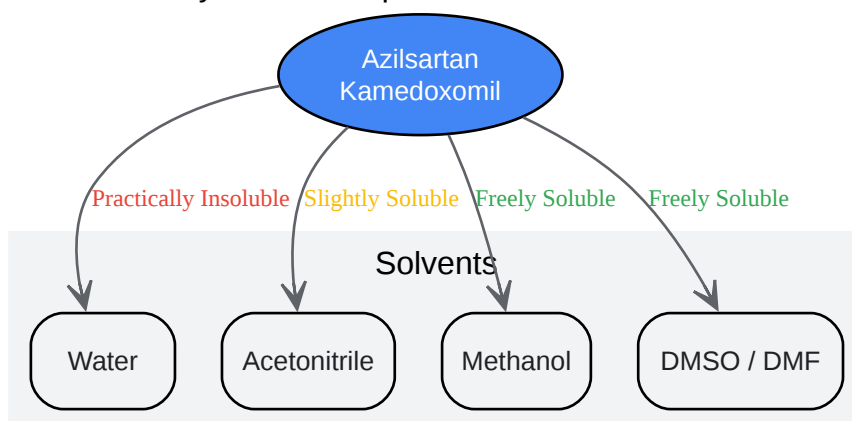 Azilsartan
Kamedoxomil
Practically Insoluble
Slightly Soluble
Freely Soluble
Freely Soluble
Solvents
Water
Acetonitrile
Methanol
DMSO / DMF